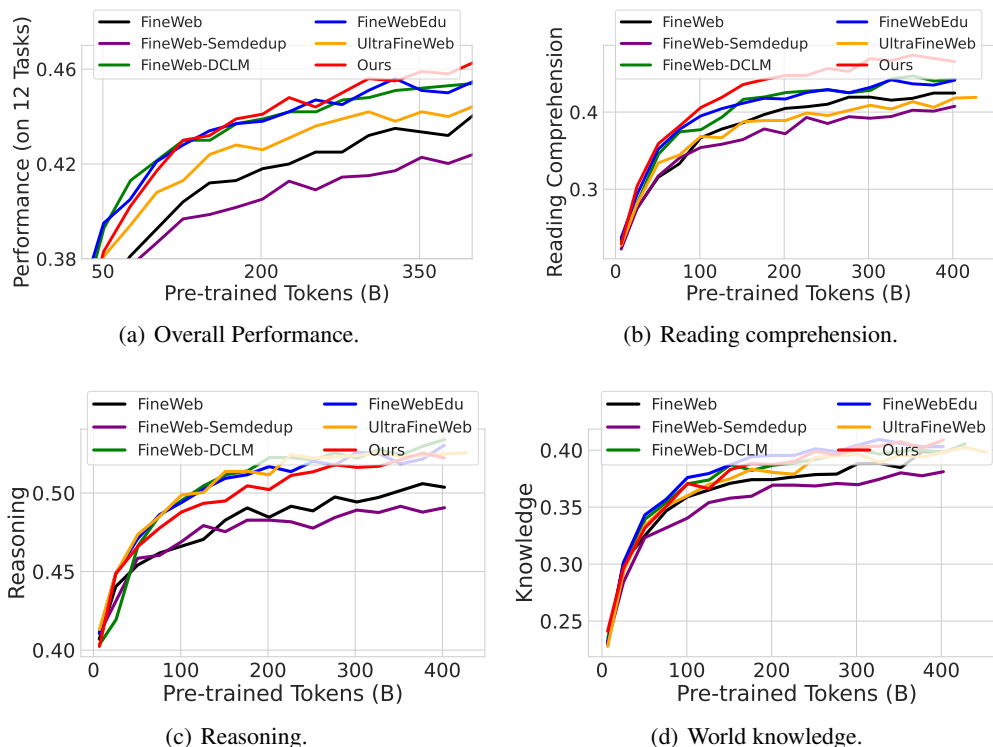 FineWeb
FineWeb-Semdedup
FineWeb-DCLM
FineWebEdu
UltraFineWeb
Ours
Performance (on 12 Tasks)
0.46
0.42
0.38
50 200 350
Pre-trained Tokens (B)
(a) Overall Performance.
FineWeb
FineWeb-Semdedup
FineWeb-DCLM
FineWebEdu
UltraFineWeb
Ours
Reading Comprehension
0.4
0.3
0 100 200 300 400
Pre-trained Tokens (B)
(b) Reading comprehension.
FineWeb
FineWeb-Semdedup
FineWeb-DCLM
FineWebEdu
UltraFineWeb
Ours
Reasoning
0.50
0.45
0.40
0 100 200 300 400
Pre-trained Tokens (B)
(c) Reasoning.
FineWeb
FineWeb-Semdedup
FineWeb-DCLM
FineWebEdu
UltraFineWeb
Ours
Knowledge
0.40
0.35
0.30
0.25
0 100 200 300 400
Pre-trained Tokens (B)
(d) World knowledge.